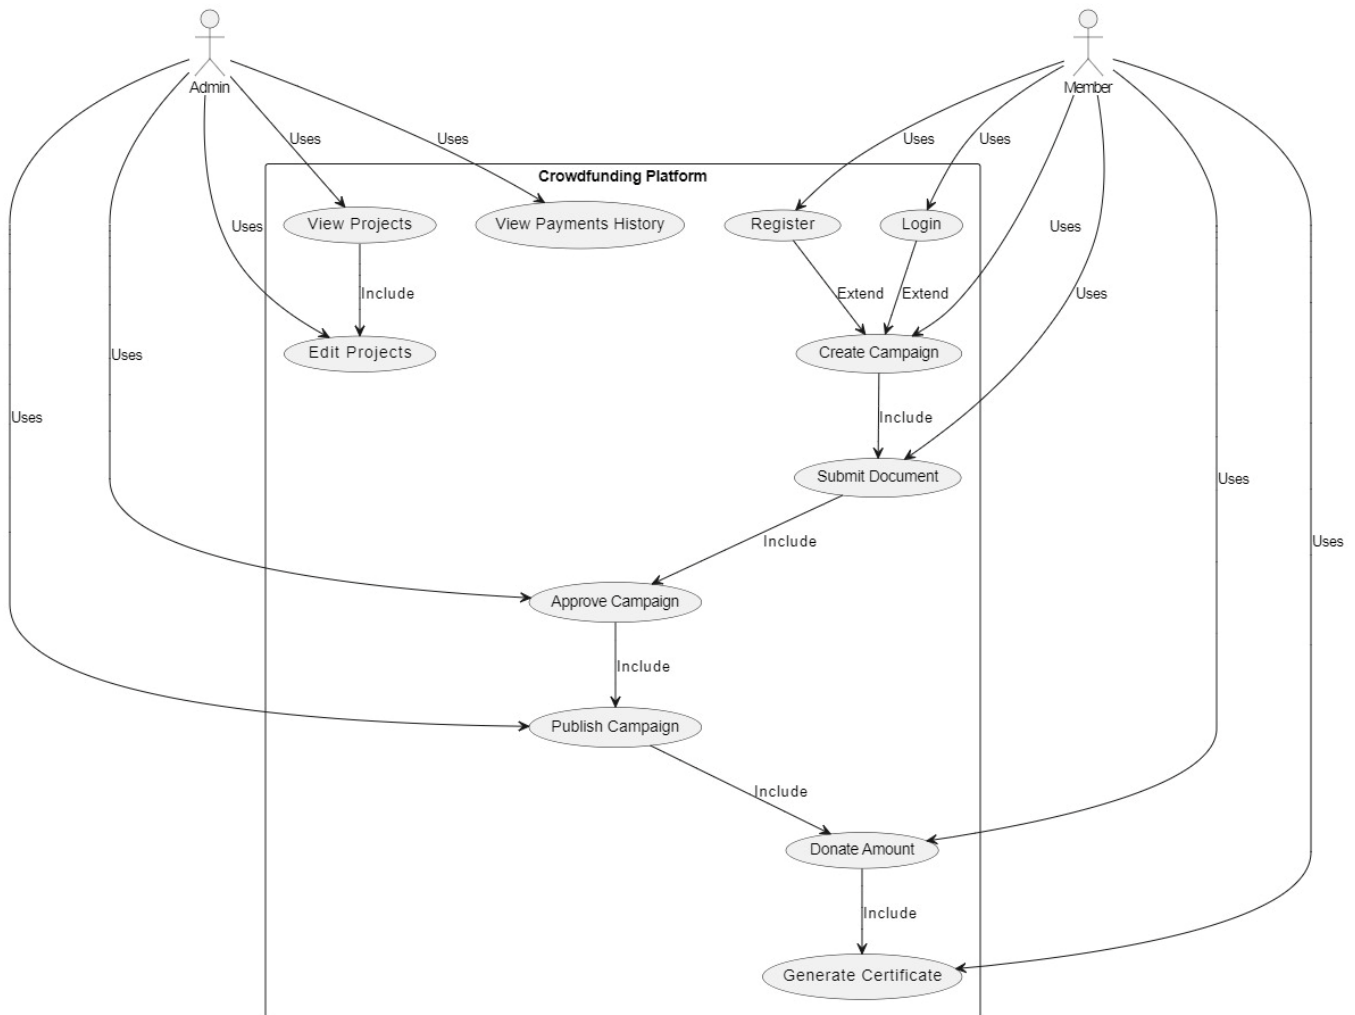 Admin
Member
Uses
Uses
Uses
Uses
Crowdfunding Platform
View Projects
View Payments History
Register
Login
Uses
Uses
Include
Extend
Extend
Uses
Edit Projects
Create Campaign
Uses
Uses
Include
Submit Document
Uses
Include
Uses
Approve Campaign
Include
Publish Campaign
Include
Donate Amount
Include
Generate Certificate